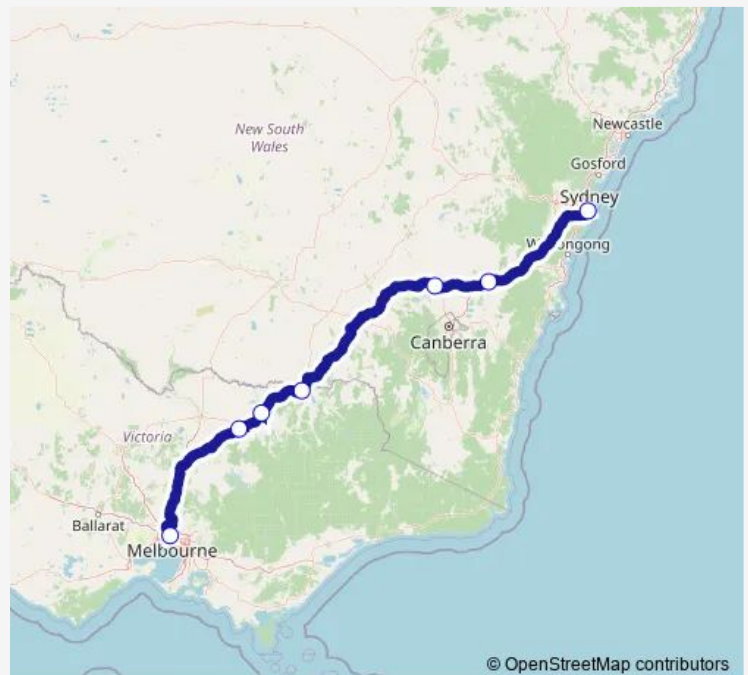 New South
Wales
Newcastle
Gosford
Sydney
Canberra
Victoria
Ballarat
Melbourne
© OpenStreetMap contributors